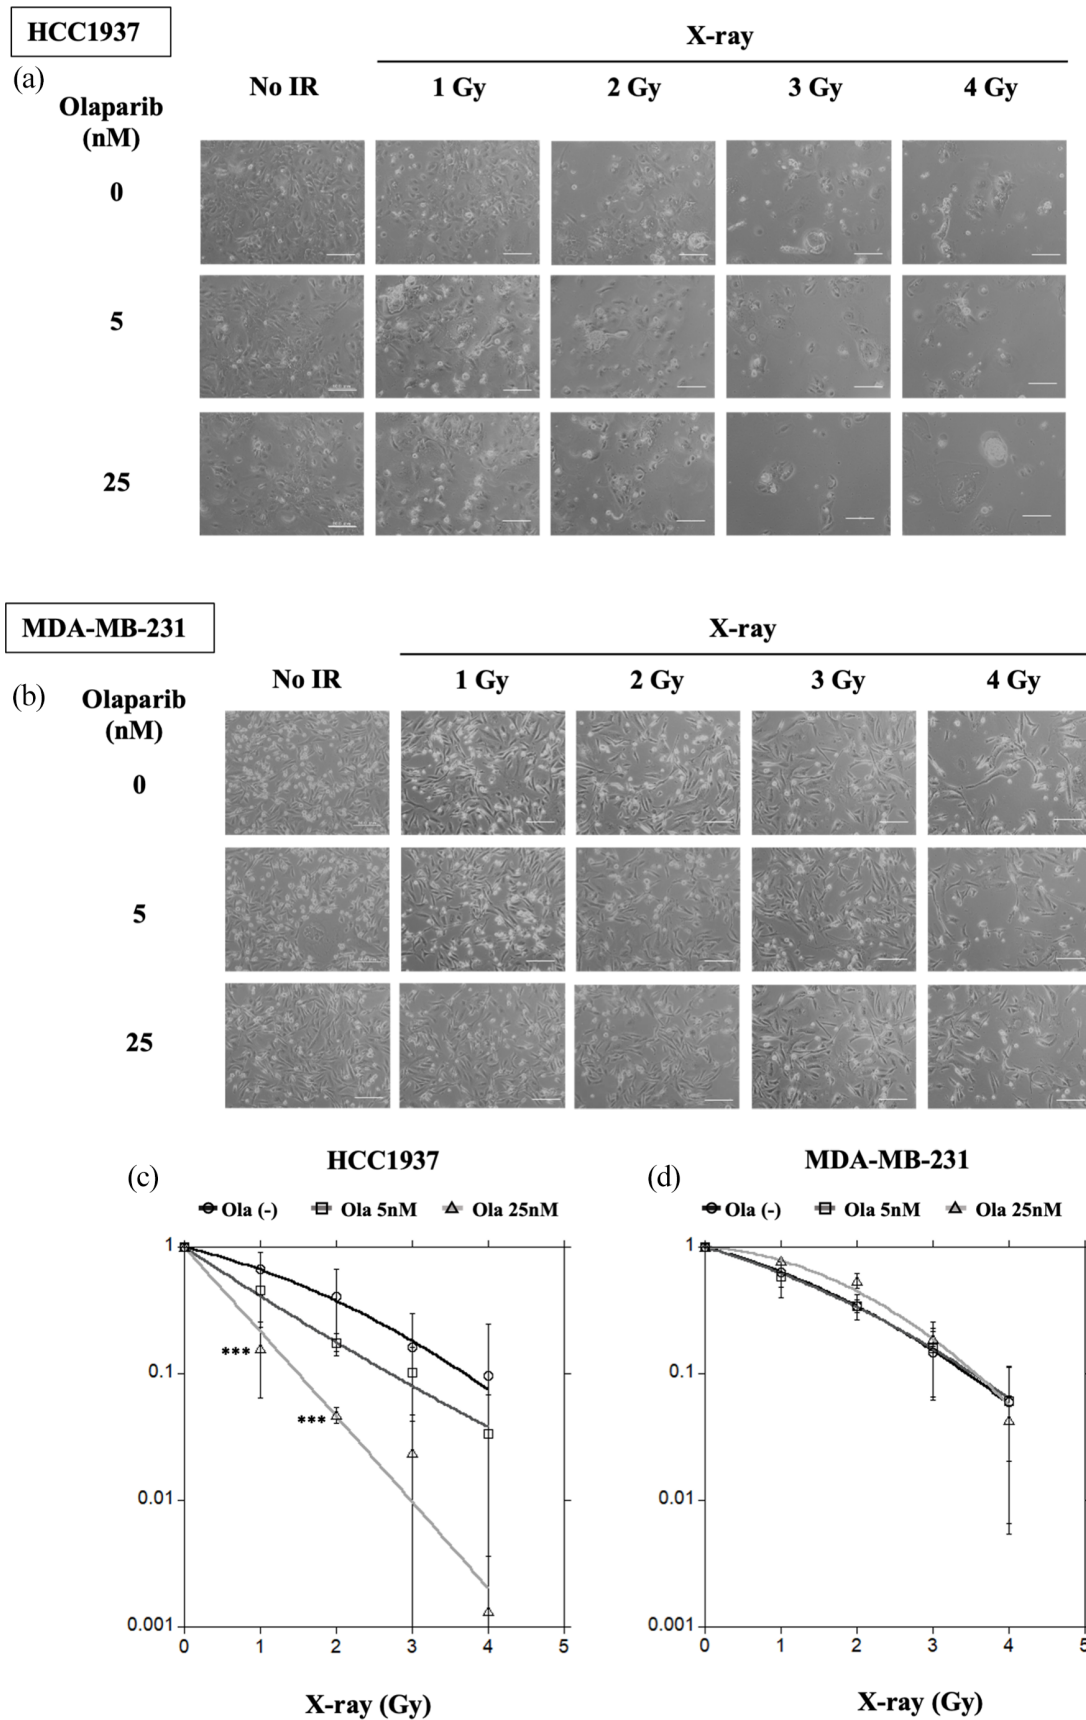 HCC1937
(a)
X-ray
No IR 1 Gy 2 Gy 3 Gy 4 Gy
Olaparib
(nM)
0
5
25
MDA-MB-231
(b)
X-ray
No IR 1 Gy 2 Gy 3 Gy 4 Gy
Olaparib
(nM)
0
5
25
(c) HCC1937
Ola (-) Ola 5nM Ola 25nM
1
0.1
0.01
0.001
***
***
0 1 2 3 4 5
X-ray (Gy)
(d) MDA-MB-231
Ola (-) Ola 5nM Ola 25nM
1
0.1
0.01
0.001
0 1 2 3 4 5
X-ray (Gy)